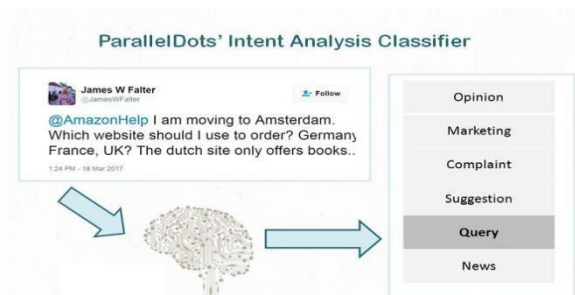 ParallelDots' Intent Analysis Classifier
James W Falter
@JamesWFalter
Follow
@AmazonHelp I am moving to Amsterdam.
Which website should I use to order? Germany
France, UK? The dutch site only offers books..
1:24 PM - 18 Mar 2017
Opinion
Marketing
Complaint
Suggestion
Query
News